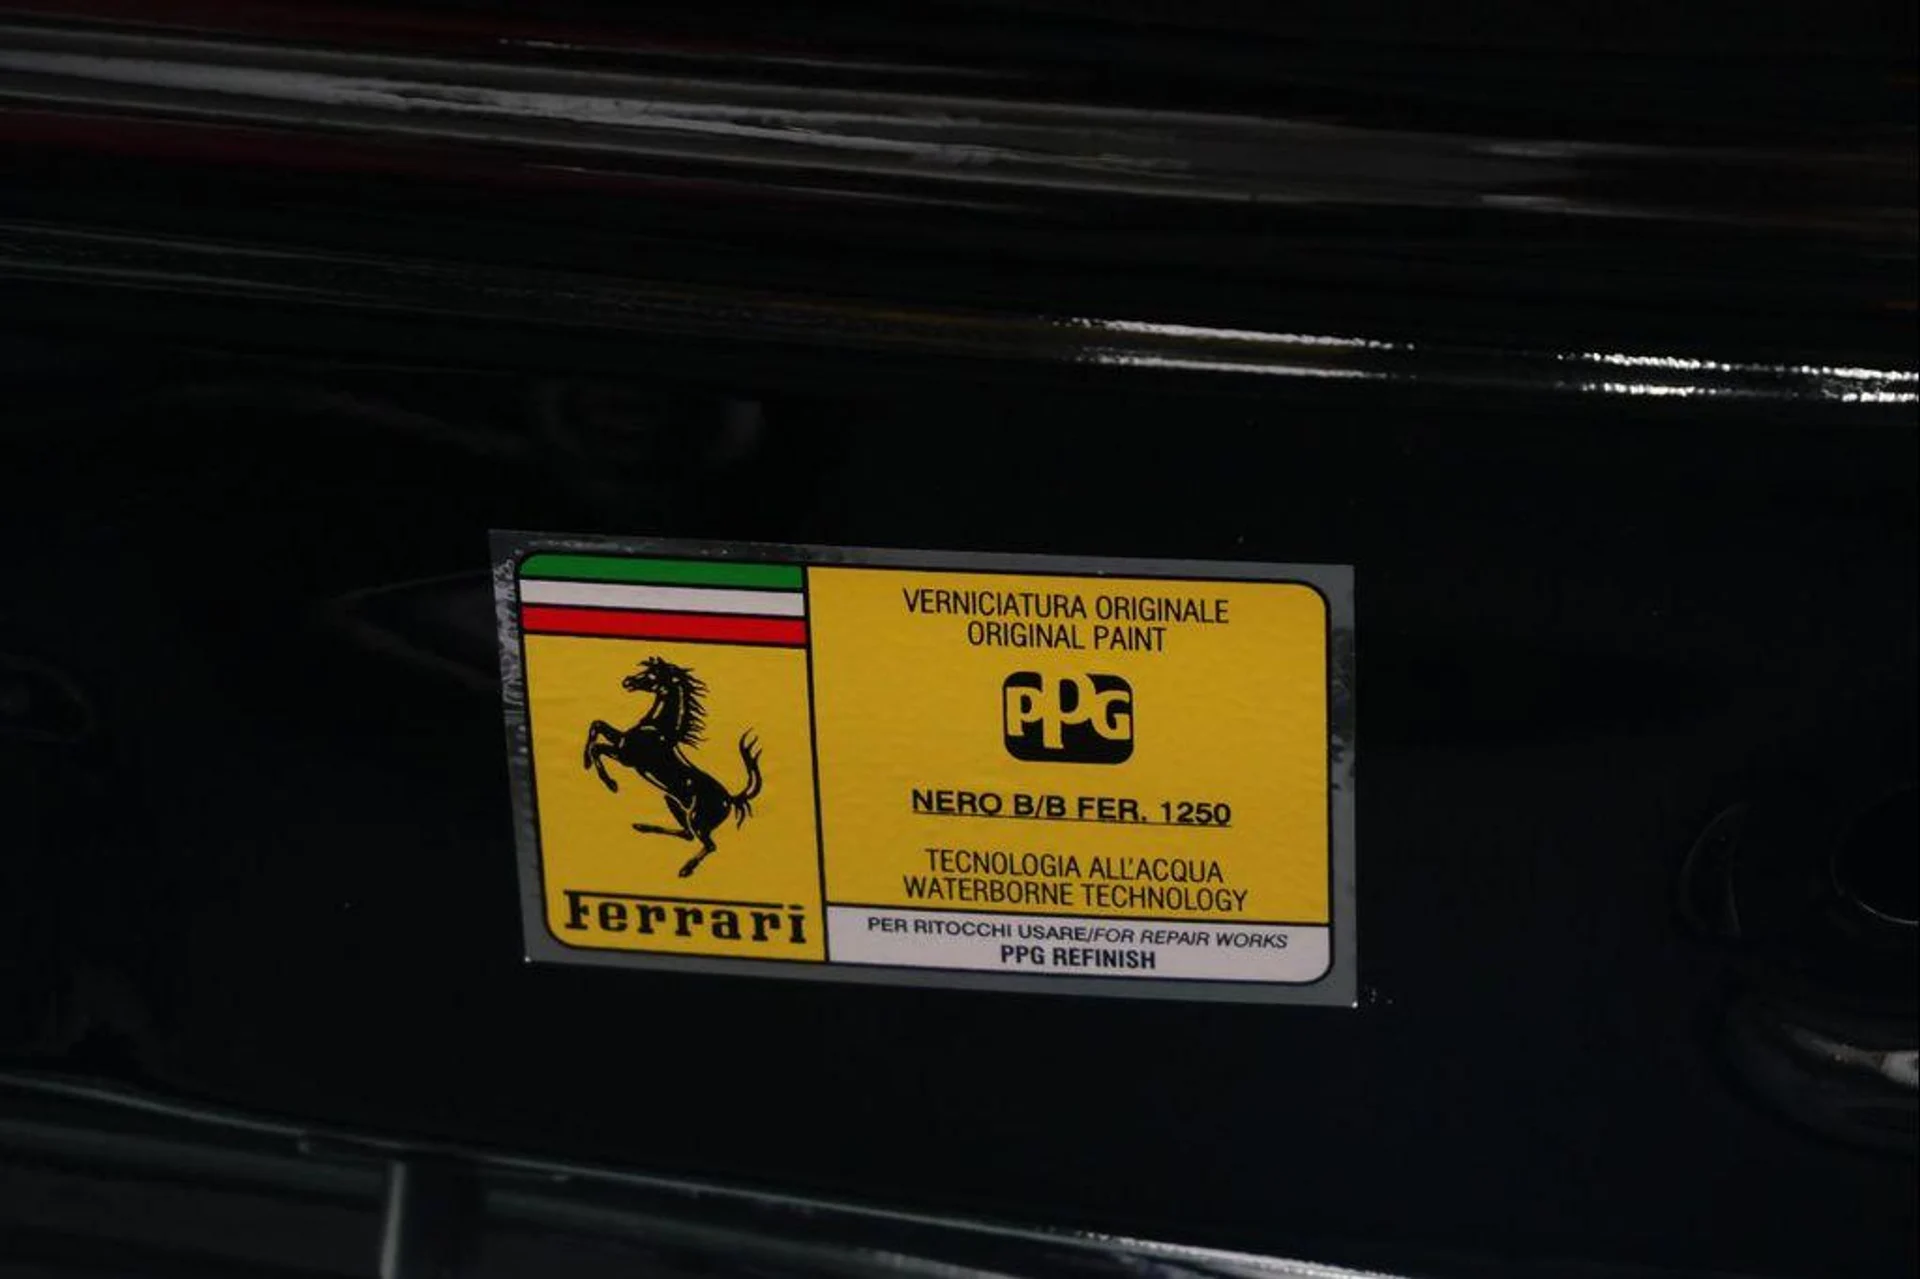 Ferrari
VERNICIATURA ORIGINALE
ORIGINAL PAINT
PPG
NERO B/B FER. 1250
TECNOLOGIA ALL'ACQUA
WATERBORNE TECHNOLOGY
PER RITOCCHI USARE/FOR REPAIR WORKS
PPG REFINISH